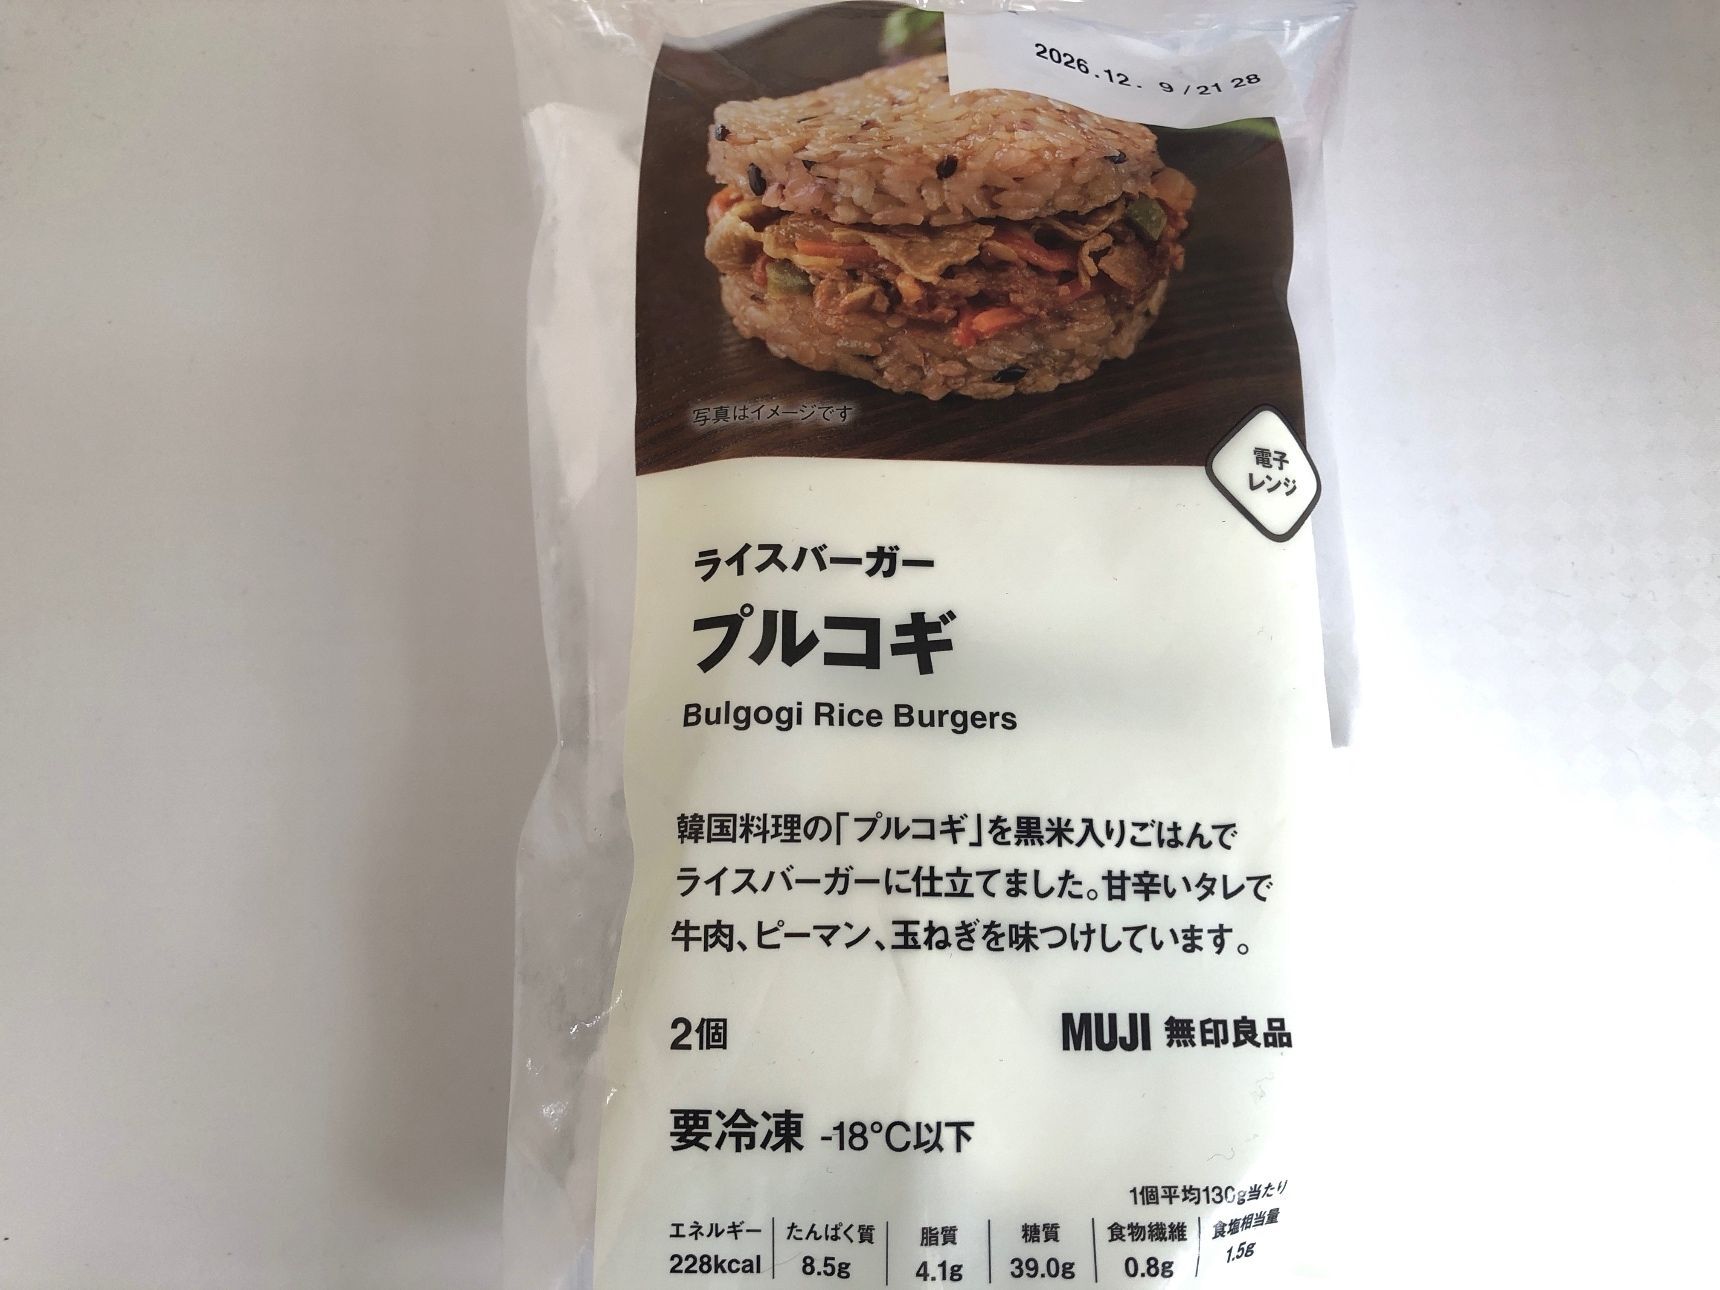 2026.12. 9 /21 28
写真はイメージです
電子
レンジ
ライスバーガー
プルコギ
Bulgogi Rice Burgers
韓国料理の「プルコギ」を黒米入りごはんで
ライスバーガーに仕立てました。甘辛いタレで
牛肉、ピーマン、玉ねぎを味つけしています。
2個
MUJI 無印良品
要冷凍 -18°C以下
1個平均130g当たり
エネルギー たんぱく質 脂質 糖質 食物繊維 食塩相当量
228kcal 8.5g 4.1g 39.0g 0.8g 1.5g